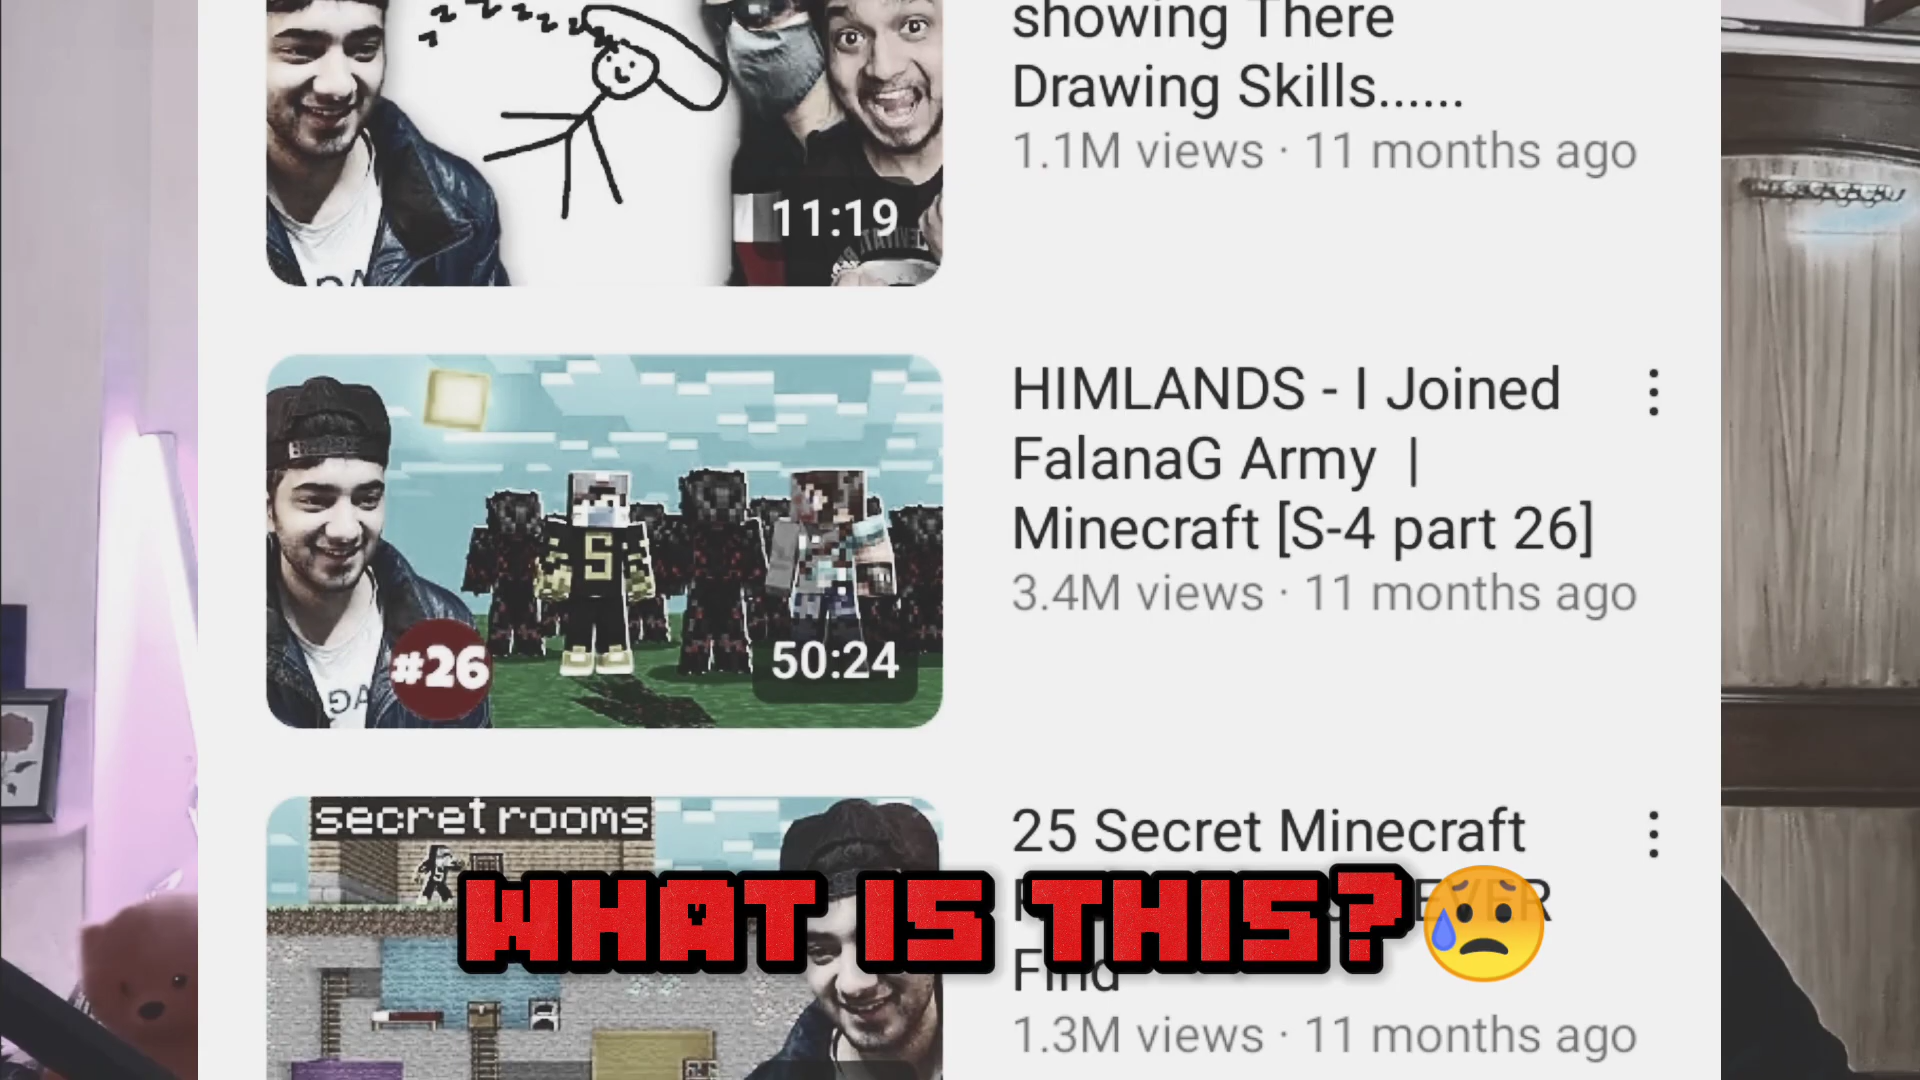 showing There
Drawing Skills......
1.1M views · 11 months ago
11:19
HIMLANDS - I Joined
FalanaG Army |
Minecraft [S-4 part 26]
3.4M views · 11 months ago
S
#26
50:24
secret rooms
25 Secret Minecraft
EVER
Find
1.3M views · 11 months ago
WHAT IS THIS?😥